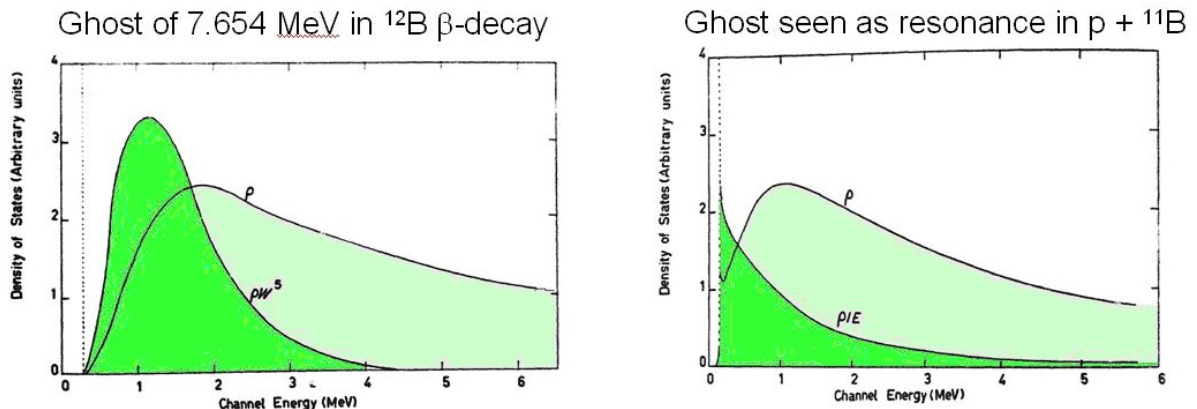 Ghost of 7.654 MeV in ¹²B β-decay
Density of States (Arbitrary units)
4
3
2
1
0
ρ
ρW⁵
0 1 2 3 4 5 6
Channel Energy (MeV)
Ghost seen as resonance in p + ¹¹B
Density of States (Arbitrary units)
4
3
2
1
0
ρ
ρ/E
0 1 2 3 4 5 6
Channel Energy (MeV)